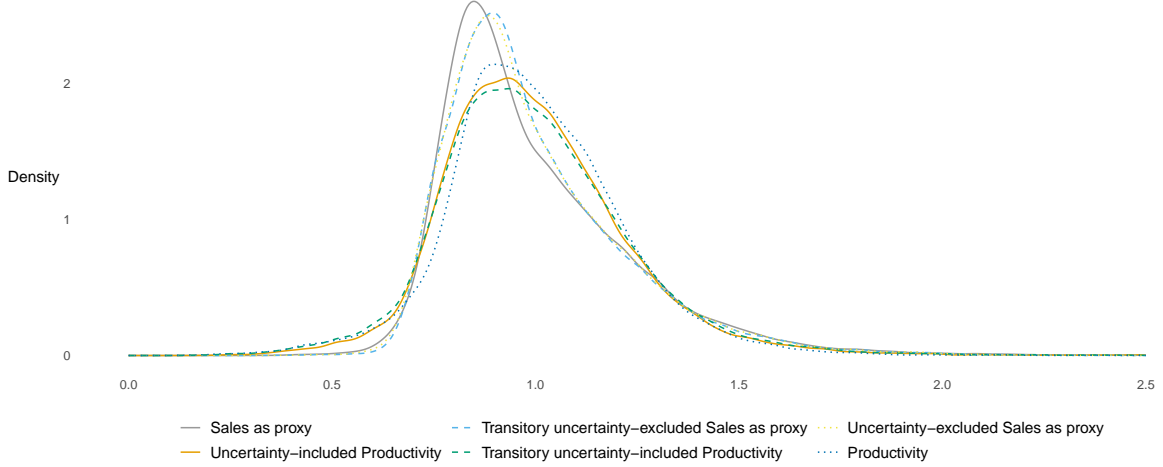 2
Density
1
0
0.0 0.5 1.0 1.5 2.0 2.5
Sales as proxy Transitory uncertainty−excluded Sales as proxy Uncertainty−excluded Sales as proxy
Uncertainty−included Productivity Transitory uncertainty−included Productivity Productivity